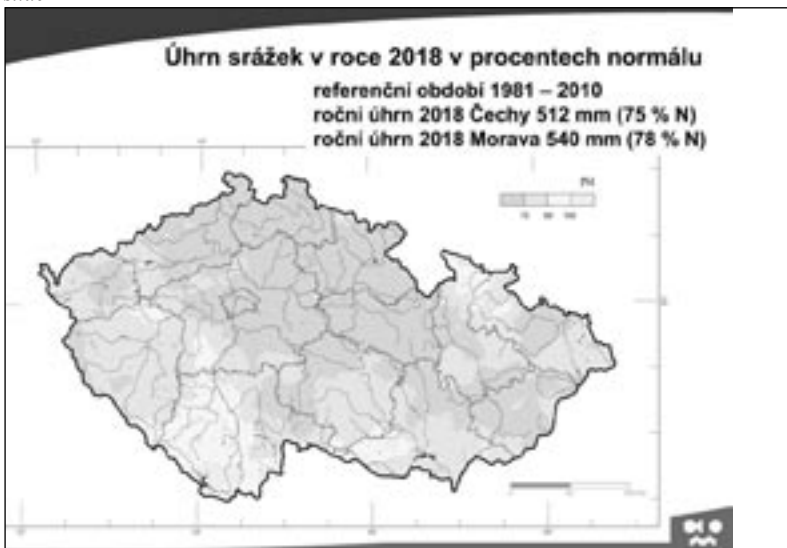 Úhrn srážek v roce 2018 v procentech normálu
referenční období 1981 – 2010
roční úhrn 2018 Čechy 512 mm (75 % N)
roční úhrn 2018 Morava 540 mm (78 % N)